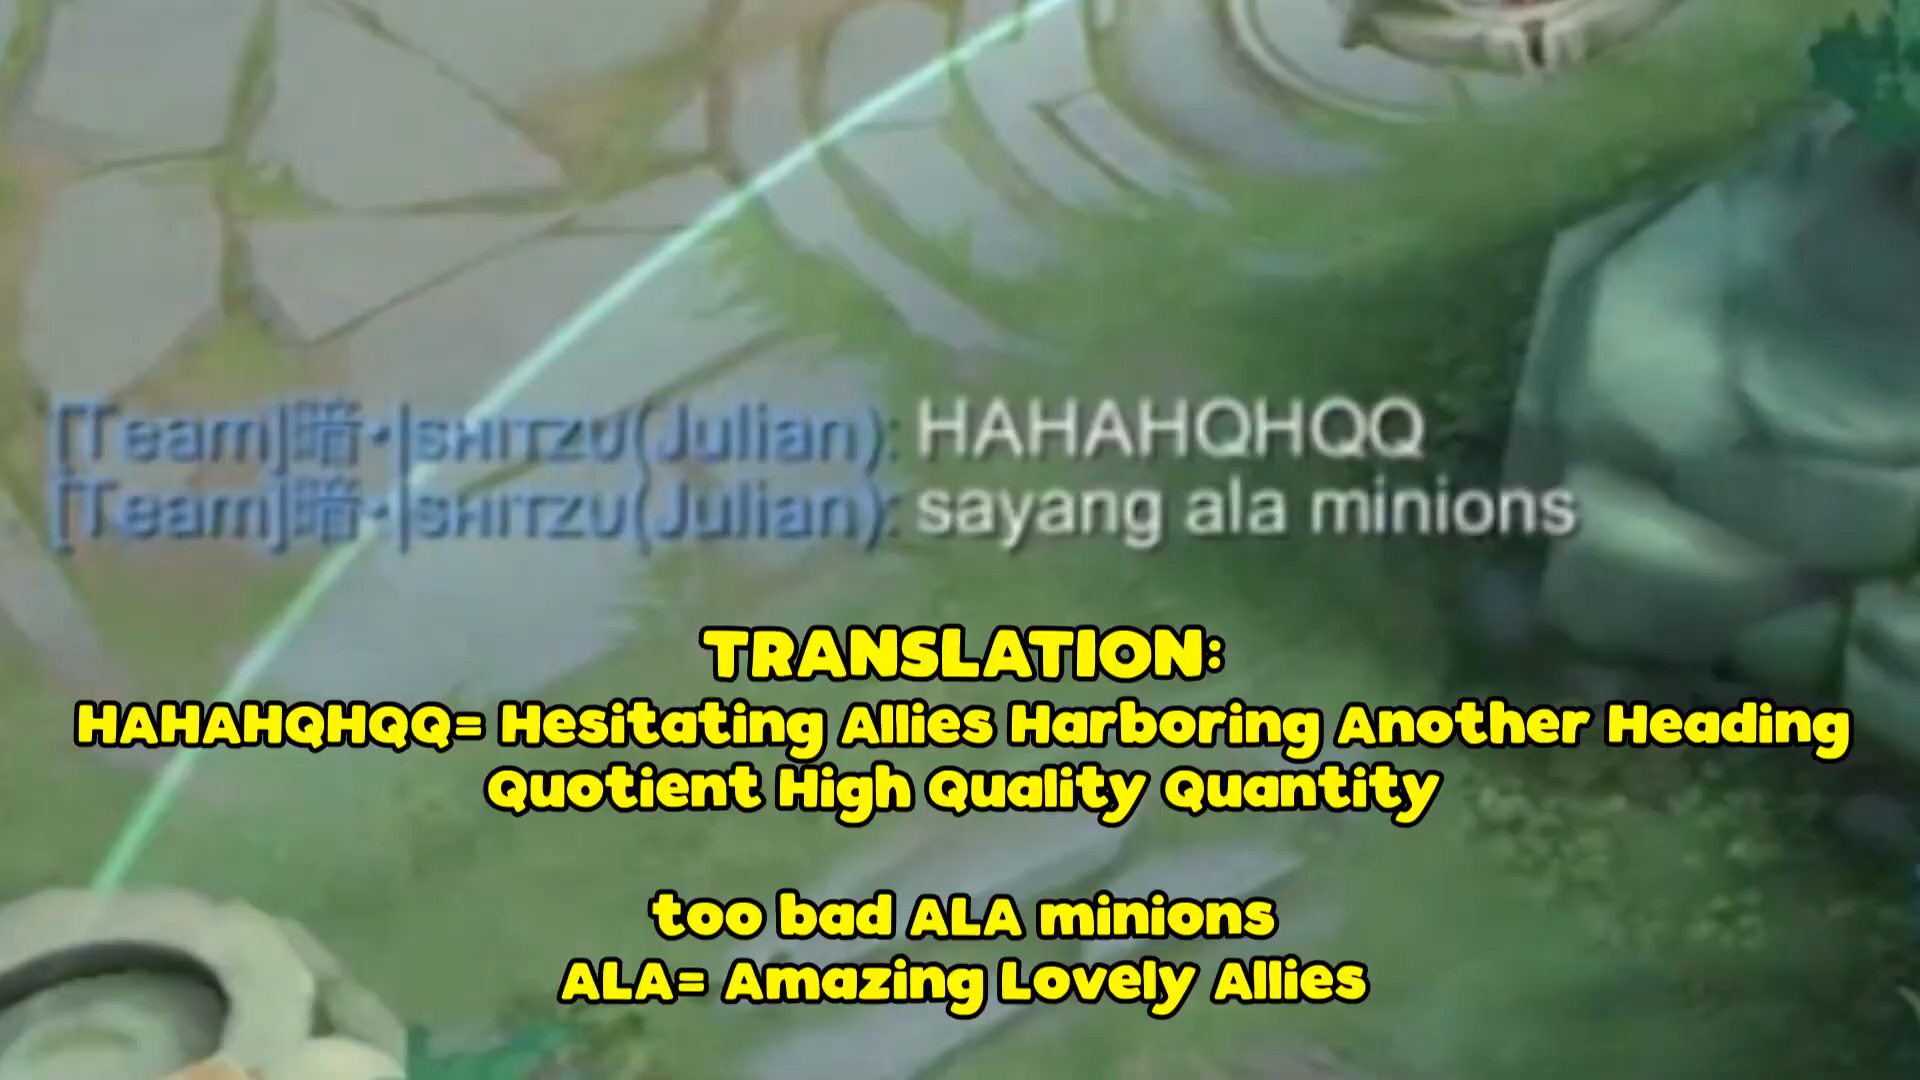 [Team]暗•|SHITZU(Julian): HAHAHQHQQ
[Team]暗•|SHITZU(Julian): sayang ala minions
TRANSLATION:
HAHAHQHQQ= Hesitating Allies Harboring Another Heading
Quotient High Quality Quantity
too bad ALA minions
ALA= Amazing Lovely Allies